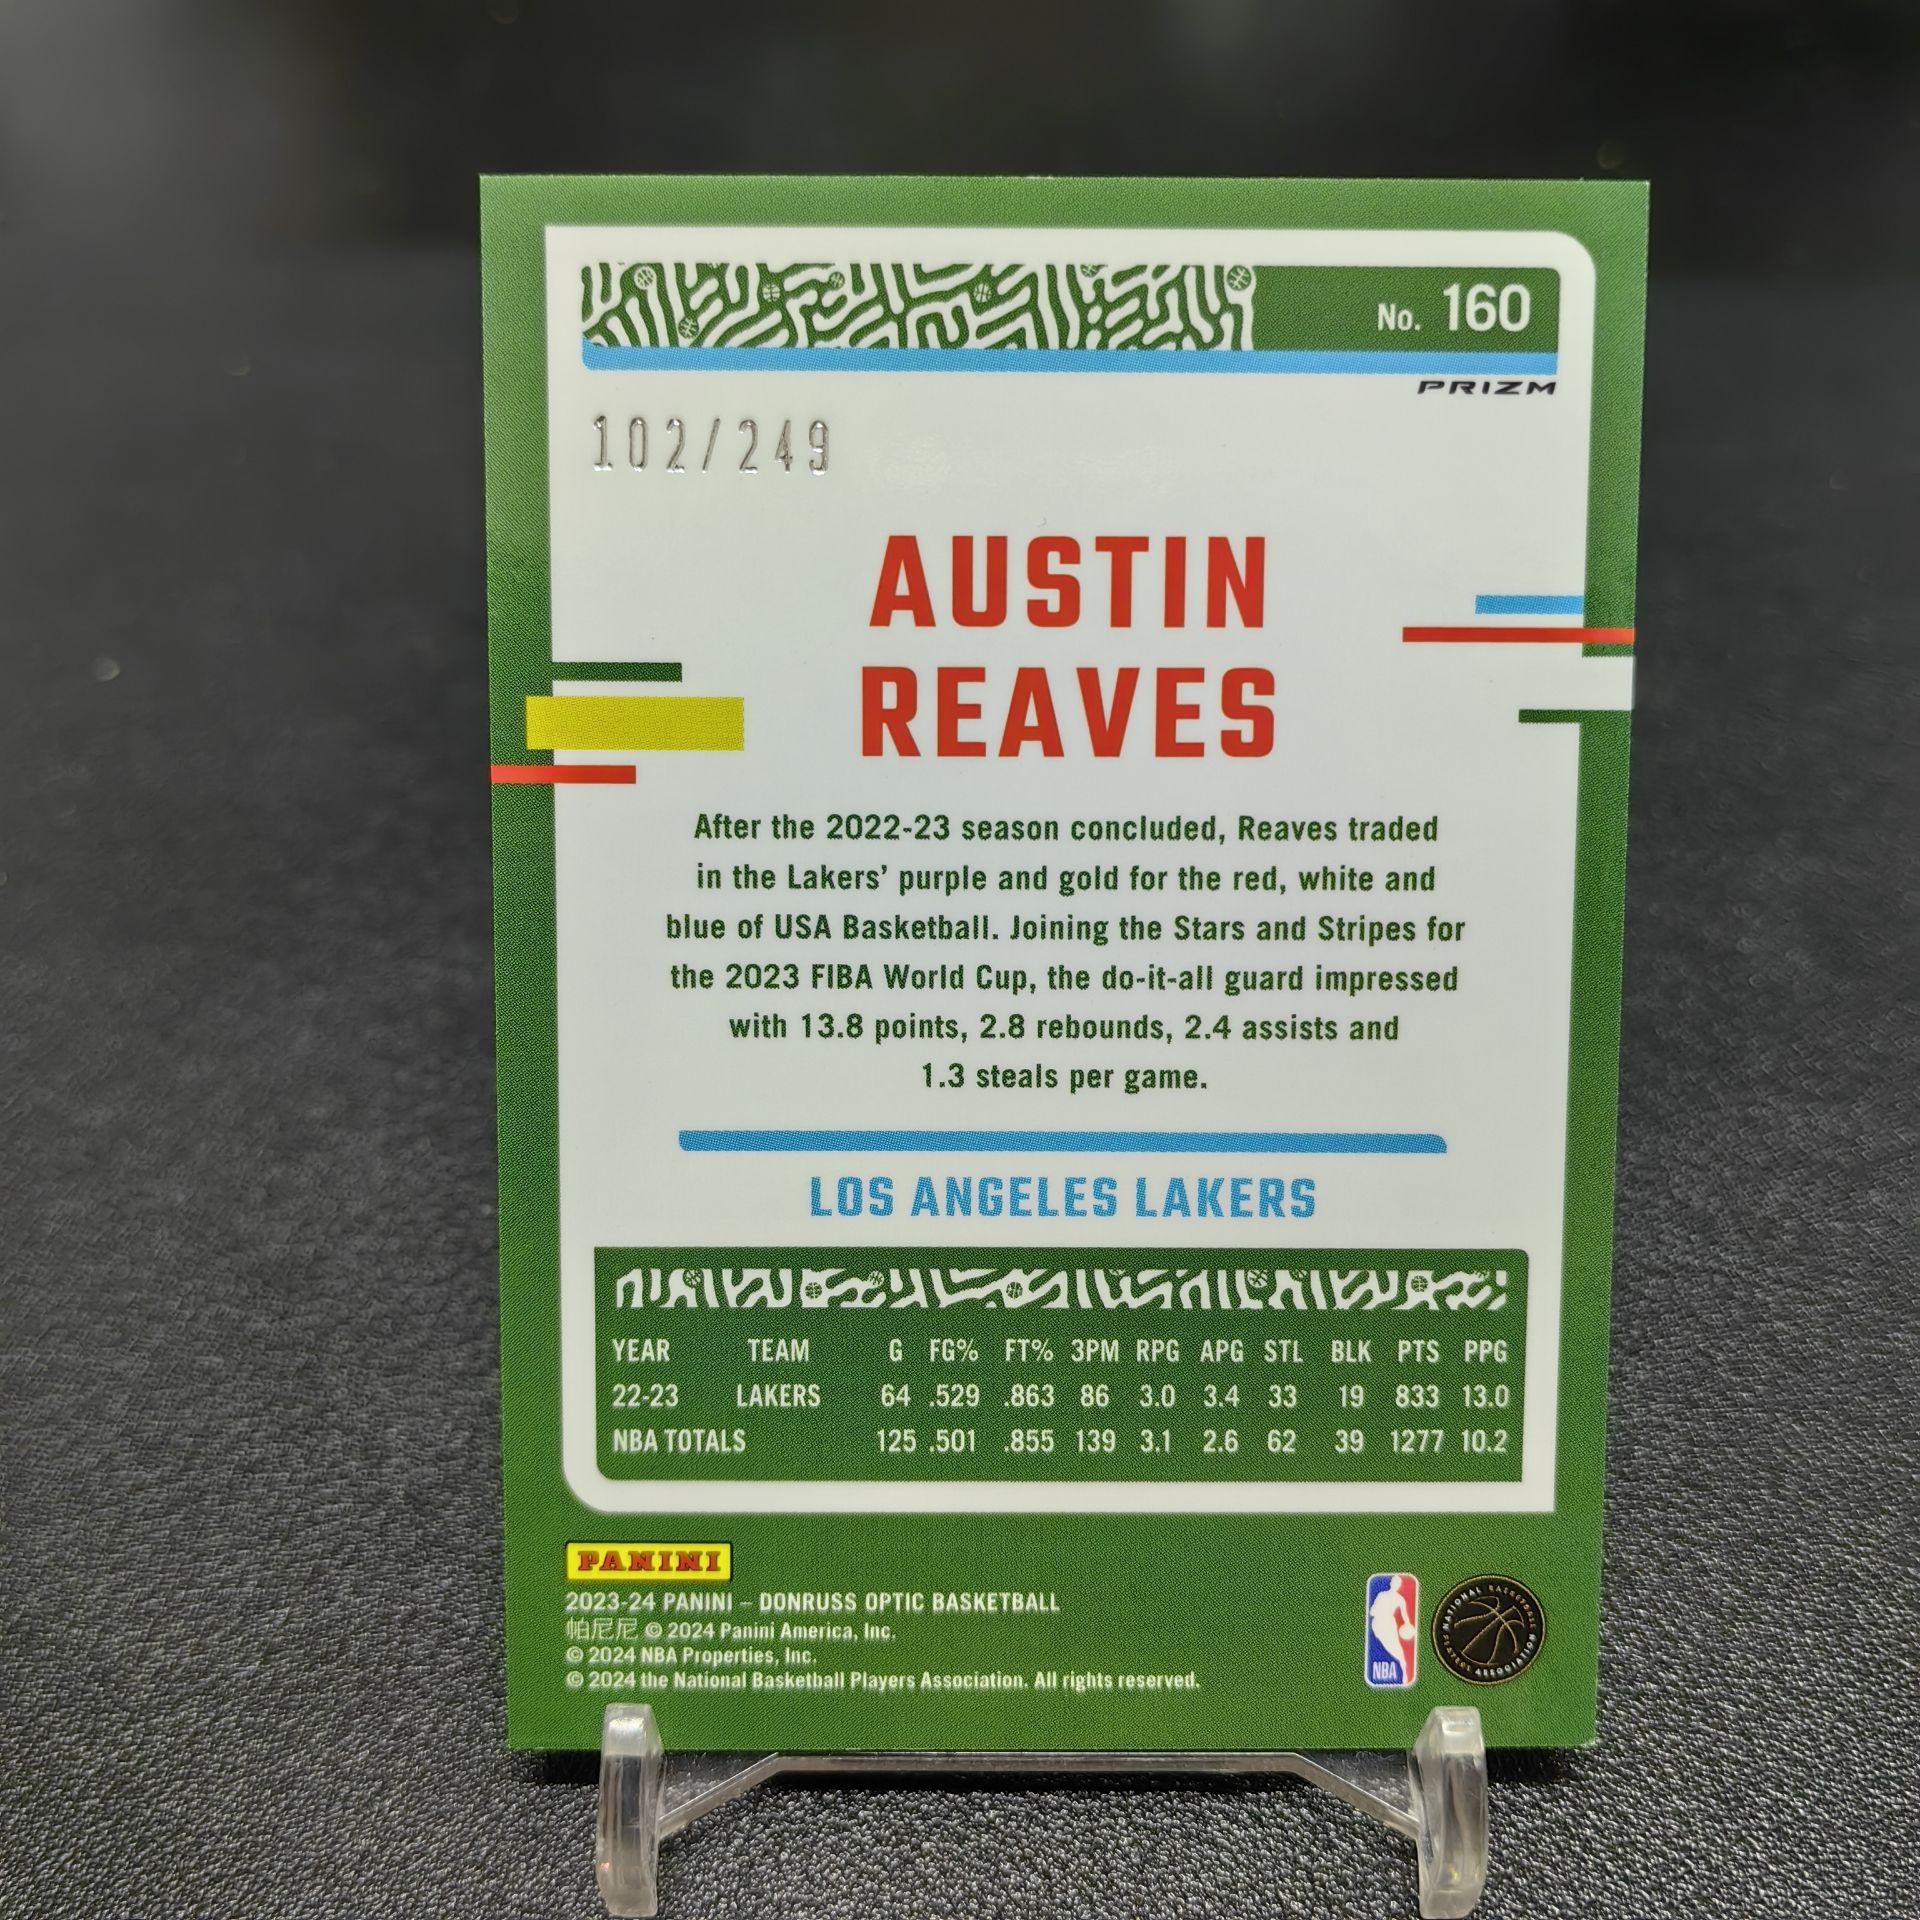 No. 160
PRIZM
102/249
AUSTIN
REAVES
After the 2022-23 season concluded, Reaves traded
in the Lakers' purple and gold for the red, white and
blue of USA Basketball. Joining the Stars and Stripes for
the 2023 FIBA World Cup, the do-it-all guard impressed
with 13.8 points, 2.8 rebounds, 2.4 assists and
1.3 steals per game.
LOS ANGELES LAKERS
YEAR TEAM G FG% FT% 3PM RPG APG STL BLK PTS PPG
22-23 LAKERS 64 .529 .863 86 3.0 3.4 33 19 833 13.0
NBA TOTALS 125 .501 .855 139 3.1 2.6 62 39 1277 10.2
PANINI
2023-24 PANINI – DONRUSS OPTIC BASKETBALL
帕尼尼 © 2024 Panini America, Inc.
© 2024 NBA Properties, Inc.
© 2024 the National Basketball Players Association. All rights reserved.
NBA
NATIONAL BASKETBALL PLAYERS ASSOCIATION